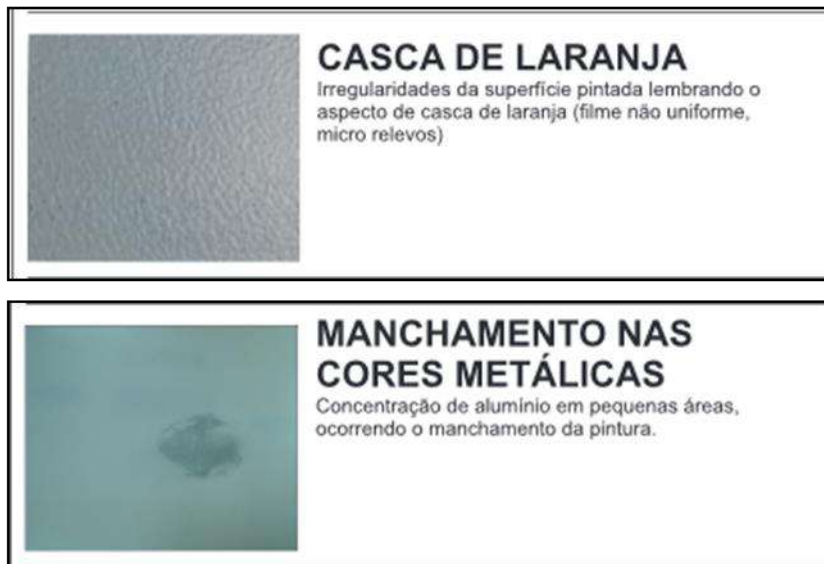 CASCA DE LARANJA
Irregularidades da superfície pintada lembrando o
aspecto de casca de laranja (filme não uniforme,
micro relevos)
MANCHAMENTO NAS
CORES METÁLICAS
Concentração de alumínio em pequenas áreas,
ocorrendo o manchamento da pintura.